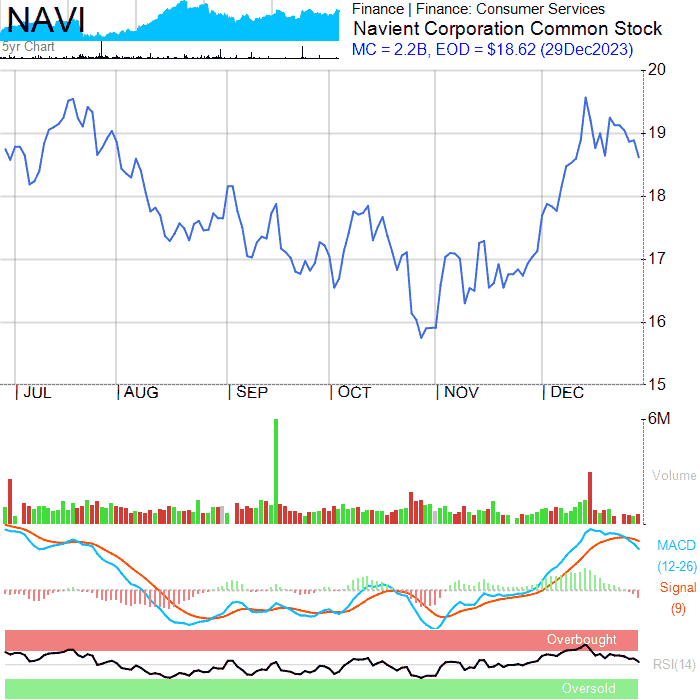 NAVI
5yr Chart
Finance | Finance: Consumer Services
Navient Corporation Common Stock
MC = 2.2B, EOD = $18.62 (29Dec2023)
20
19
18
17
16
15
JUL AUG SEP OCT NOV DEC
6M
Volume
MACD
(12-26)
Signal
(9)
Overbought
RSI(14)
Oversold